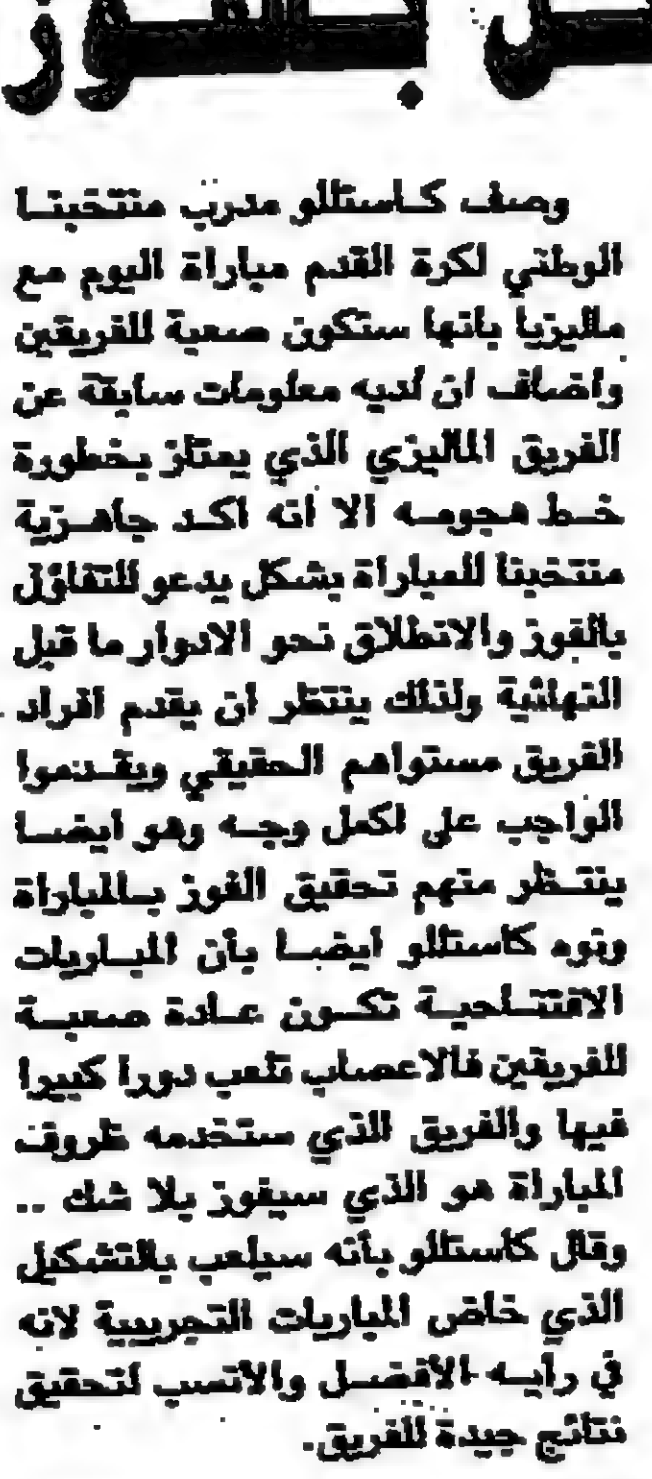 وصف كاستللو مدرب منتخبنا
الوطني لكرة القدم مباراة اليوم مع
ماليزيا بانها ستكون صعبة للفريقين
واضاف ان لديه معلومات سابقة عن
الفريق الماليزي الذي يمتاز بخطورة
خط هجومه الا انه اكد جاهزية
منتخبنا للمباراة بشكل يدعو للتفاؤل
بالفوز والانطلاق نحو الادوار ما قبل
النهائية ولذلك ينتظر ان يقدم افراد
الفريق مستواهم الحقيقي ويقدموا
الواجب على اكمل وجه وهو ايضا
ينتظر منهم تحقيق الفوز بالمباراة
ونوه كاستللو ايضا بأن المباريات
الافتتاحية تكون عادة صعبة
للفريقين فالاعصاب تلعب دورا كبيرا
فيها والفريق الذي ستخدمه ظروف
المباراة هو الذي سيفوز بلا شك ..
وقال كاستللو بأنه سيلعب بالتشكيل
الذي خاض المباريات التجريبية لانه
في رايه الافضل والانسب لتحقيق
نتائج جيدة للفريق.